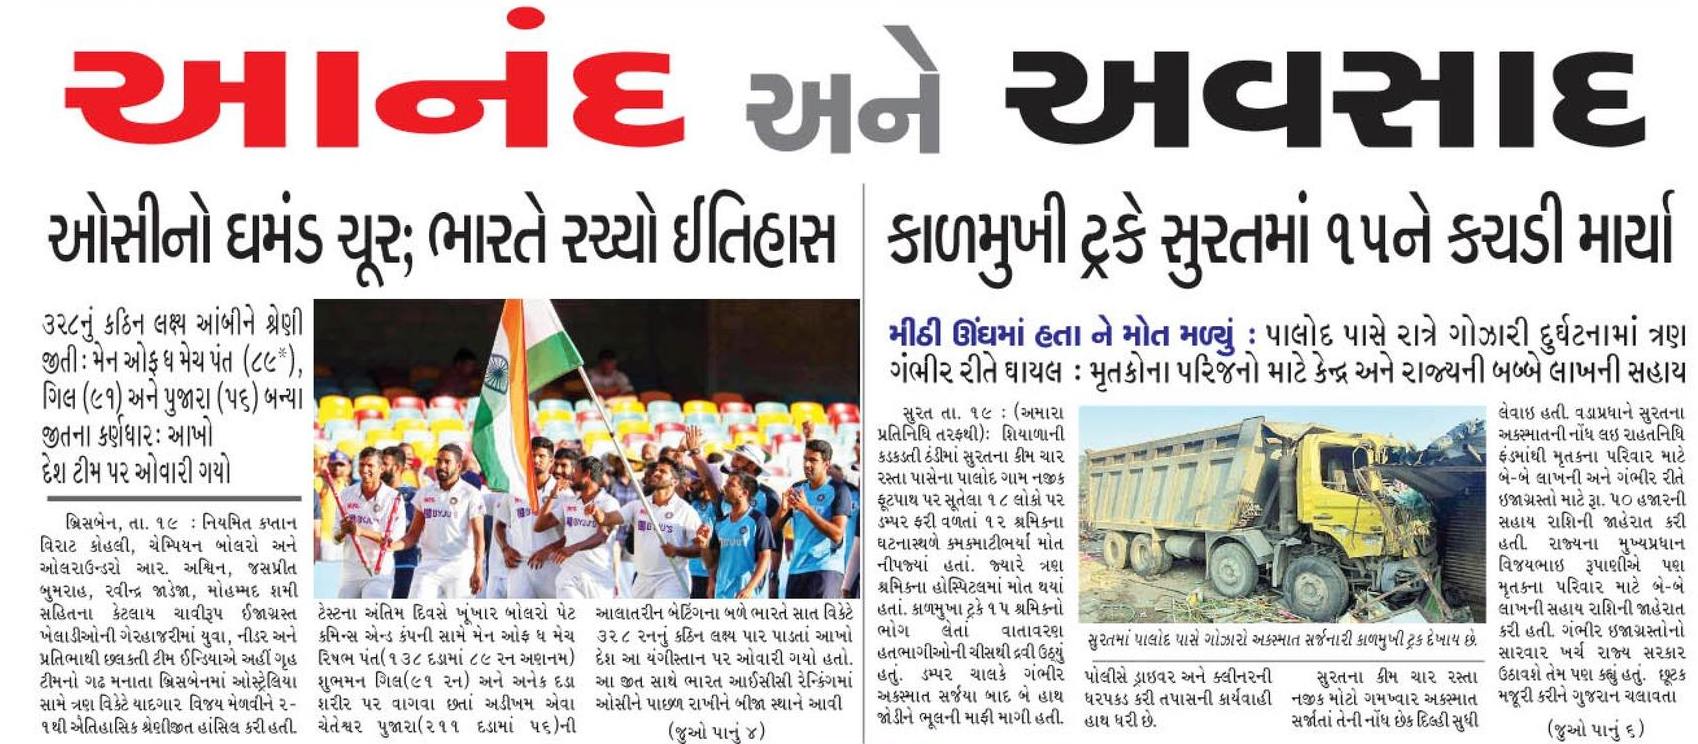 આનંદ અને અવસાદ
ઓસીનો ઘમંડ ચૂર; ભારતે રચ્યો ઈતિહાસ
૩૨૮નું કઠિન લક્ષ્ય આંબીને શ્રેણી
જીતી : મેન ઓફ ધ મેચ પંત (૮૯*),
ગિલ (૯૧) અને પુજારા (૫૬) બન્યા
જીતના કર્ણધાર : આખો
દેશ ટીમ પર ઓવારી ગયો
બ્રિસબેન, તા. ૧૯ : નિયમિત કપ્તાન
વિરાટ કોહલી, ચેમ્પિયન બોલરો અને
ઓલરાઉન્ડરો આર. અશ્વિન, જસપ્રીત
બુમરાહ, રવીન્દ્ર જાડેજા, મોહમ્મદ શમી
સહિતના કેટલાય ચાવીરૂપ ઈજાગ્રસ્ત
ખેલાડીઓની ગેરહાજરીમાં યુવા, નીડર અને
પ્રતિભાથી છલકતી ટીમ ઈન્ડિયાએ અહીં ગૃહ
ટીમનો ગઢ મનાતા બ્રિસબેનમાં ઓસ્ટ્રેલિયા
સામે ત્રણ વિકેટે યાદગાર વિજય મેળવીને ૨-
૧થી ઐતિહાસિક શ્રેણીજીત હાંસિલ કરી હતી.
BYJU'S
ટેસ્ટના અંતિમ દિવસે ખૂંખાર બોલરો પેટ
કમિન્સ એન્ડ કંપની સામે મેન ઓફ ધ મેચ
રિષભ પંત(૧૩૮ દડામાં ૮૯ રન અણનમ)
શુભમન ગિલ(૯૧ રન) અને અનેક દડા
શરીર પર વાગવા છતાં અડીખમ એવા
ચેતેશ્વર પુજારા(૨૧૧ દડામાં ૫૬)ની
આલાતરીન બેટિંગના બળે ભારતે સાત વિકેટે
૩૨૮ રનનું કઠિન લક્ષ્ય પાર પાડતાં આખો
દેશ આ યંગીસ્તાન પર ઓવારી ગયો હતો.
આ જીત સાથે ભારત આઈસીસી રેન્કિંગમાં
ઓસીને પાછળ રાખીને બીજા સ્થાને આવી
(જુઓ પાનું ૪)
કાળમુખી ટ્રકે સુરતમાં ૧૫ને કચડી માર્યા
મીઠી ઊંઘમાં હતા ને મોત મળ્યું : પાલોદ પાસે રાત્રે ગોઝારી દુર્ઘટનામાં ત્રણ
ગંભીર રીતે ઘાયલ : મૃતકોના પરિજનો માટે કેન્દ્ર અને રાજ્યની બબ્બે લાખની સહાય
સુરત તા. ૧૯ : (અમારા
પ્રતિનિધિ તરફથી): શિયાળાની
કડકડતી ઠંડીમાં સુરતના કીમ ચાર
રસ્તા પાસેના પાલોદ ગામ નજીક
ફૂટપાથ પર સૂતેલા ૧૮ લોકો પર
ડમ્પર ફરી વળતાં ૧૨ શ્રમિકના
ઘટનાસ્થળે કમકમાટીભર્યા મોત
નીપજ્યાં હતાં. જ્યારે ત્રણ
શ્રમિકના હોસ્પિટલમાં મોત થયાં
હતાં. કાળમુખા ટ્રકે ૧૫ શ્રમિકનો
ભોગ લેતાં વાતાવરણ
હતભાગીઓની ચીસથી દ્રવી ઉઠ્યું
હતું. ડમ્પર ચાલકે ગંભીર
અકસ્માત સર્જયા બાદ બે હાથ
જોડીને ભૂલની માફી માગી હતી.
સુરતમાં પાલોદ પાસે ગોઝારો અકસ્માત સર્જનારી કાળમુખી ટ્રક દેખાય છે.
પોલીસે ડ્રાઇવર અને ક્લીનરની
ધરપકડ કરી તપાસની કાર્યવાહી
હાથ ધરી છે.
સુરતના કીમ ચાર રસ્તા
નજીક મોટો ગમખ્વાર અકસ્માત
સર્જાતાં તેની નોંધ છેક દિલ્હી સુધી
લેવાઇ હતી. વડાપ્રધાને સુરતના
અકસ્માતની નોંધ લઇ રાહતનિધિ
ફંડમાંથી મૃતકના પરિવાર માટે
બે-બે લાખની અને ગંભીર રીતે
ઇજાગ્રસ્તો માટે રૂા. ૫૦ હજારની
સહાય રાશિની જાહેરાત કરી
હતી. રાજ્યના મુખ્યપ્રધાન
વિજયભાઇ રૂપાણીએ પણ
મૃતકના પરિવાર માટે બે-બે
લાખની સહાય રાશિની જાહેરાત
કરી હતી. ગંભીર ઇજાગ્રસ્તોનો
સારવાર ખર્ચ રાજ્ય સરકાર
ઉઠાવશે તેમ પણ કહ્યું હતું. છૂટક
મજૂરી કરીને ગુજરાન ચલાવતા
(જુઓ પાનું ૬)